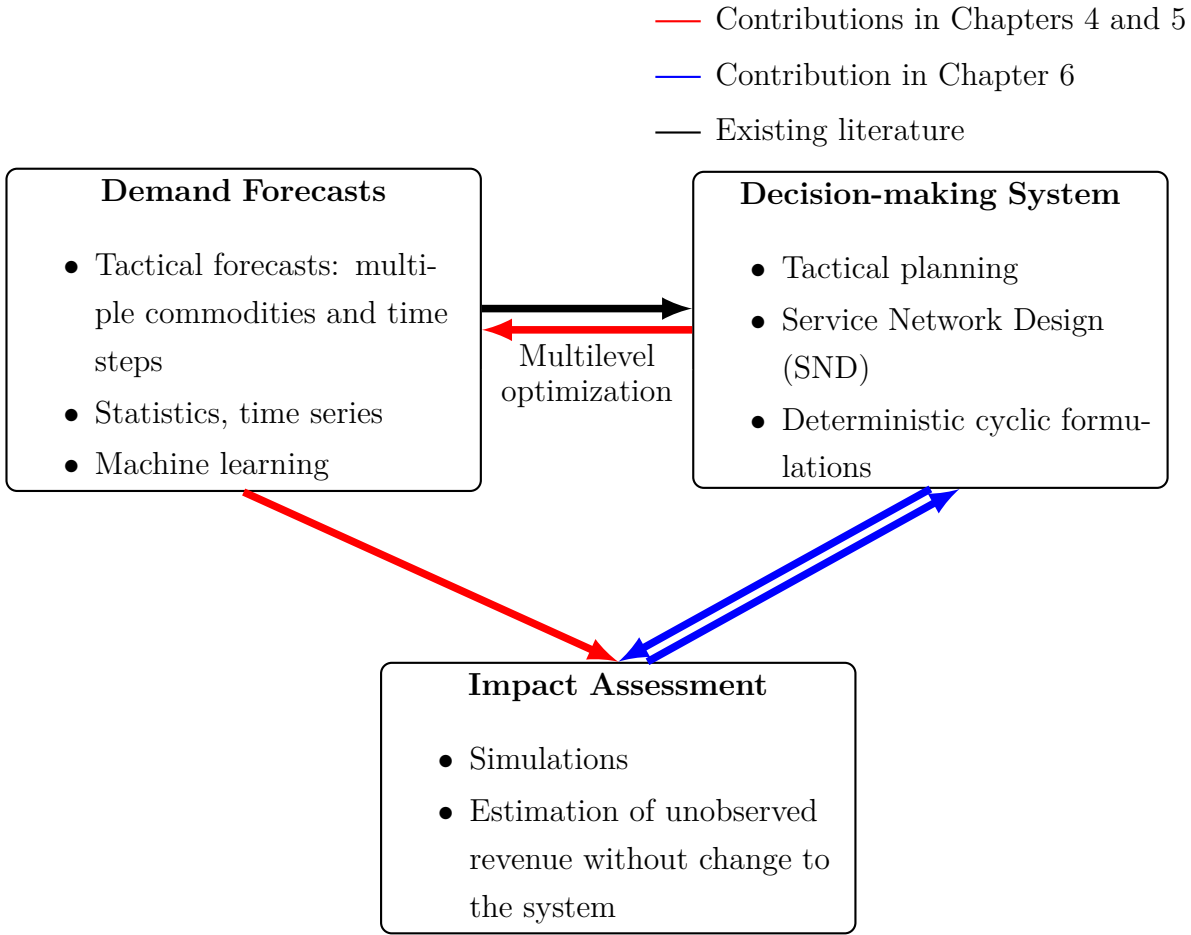 Contributions in Chapters 4 and 5
Contribution in Chapter 6
Existing literature
Demand Forecasts
• Tactical forecasts: multi-
ple commodities and time
steps
• Statistics, time series
• Machine learning
Multilevel
optimization
Decision-making System
• Tactical planning
• Service Network Design
(SND)
• Deterministic cyclic formu-
lations
Impact Assessment
• Simulations
• Estimation of unobserved
revenue without change to
the system